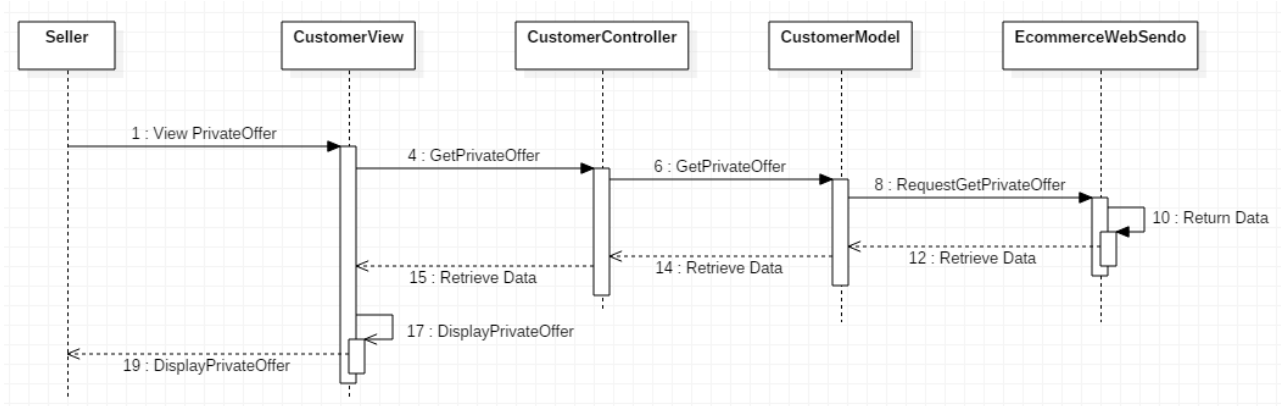 Seller
CustomerView
CustomerController
CustomerModel
EcommerceWebSendo
1 : View PrivateOffer
4 : GetPrivateOffer
6 : GetPrivateOffer
8 : RequestGetPrivateOffer
10 : Return Data
12 : Retrieve Data
14 : Retrieve Data
15 : Retrieve Data
17 : DisplayPrivateOffer
19 : DisplayPrivateOffer